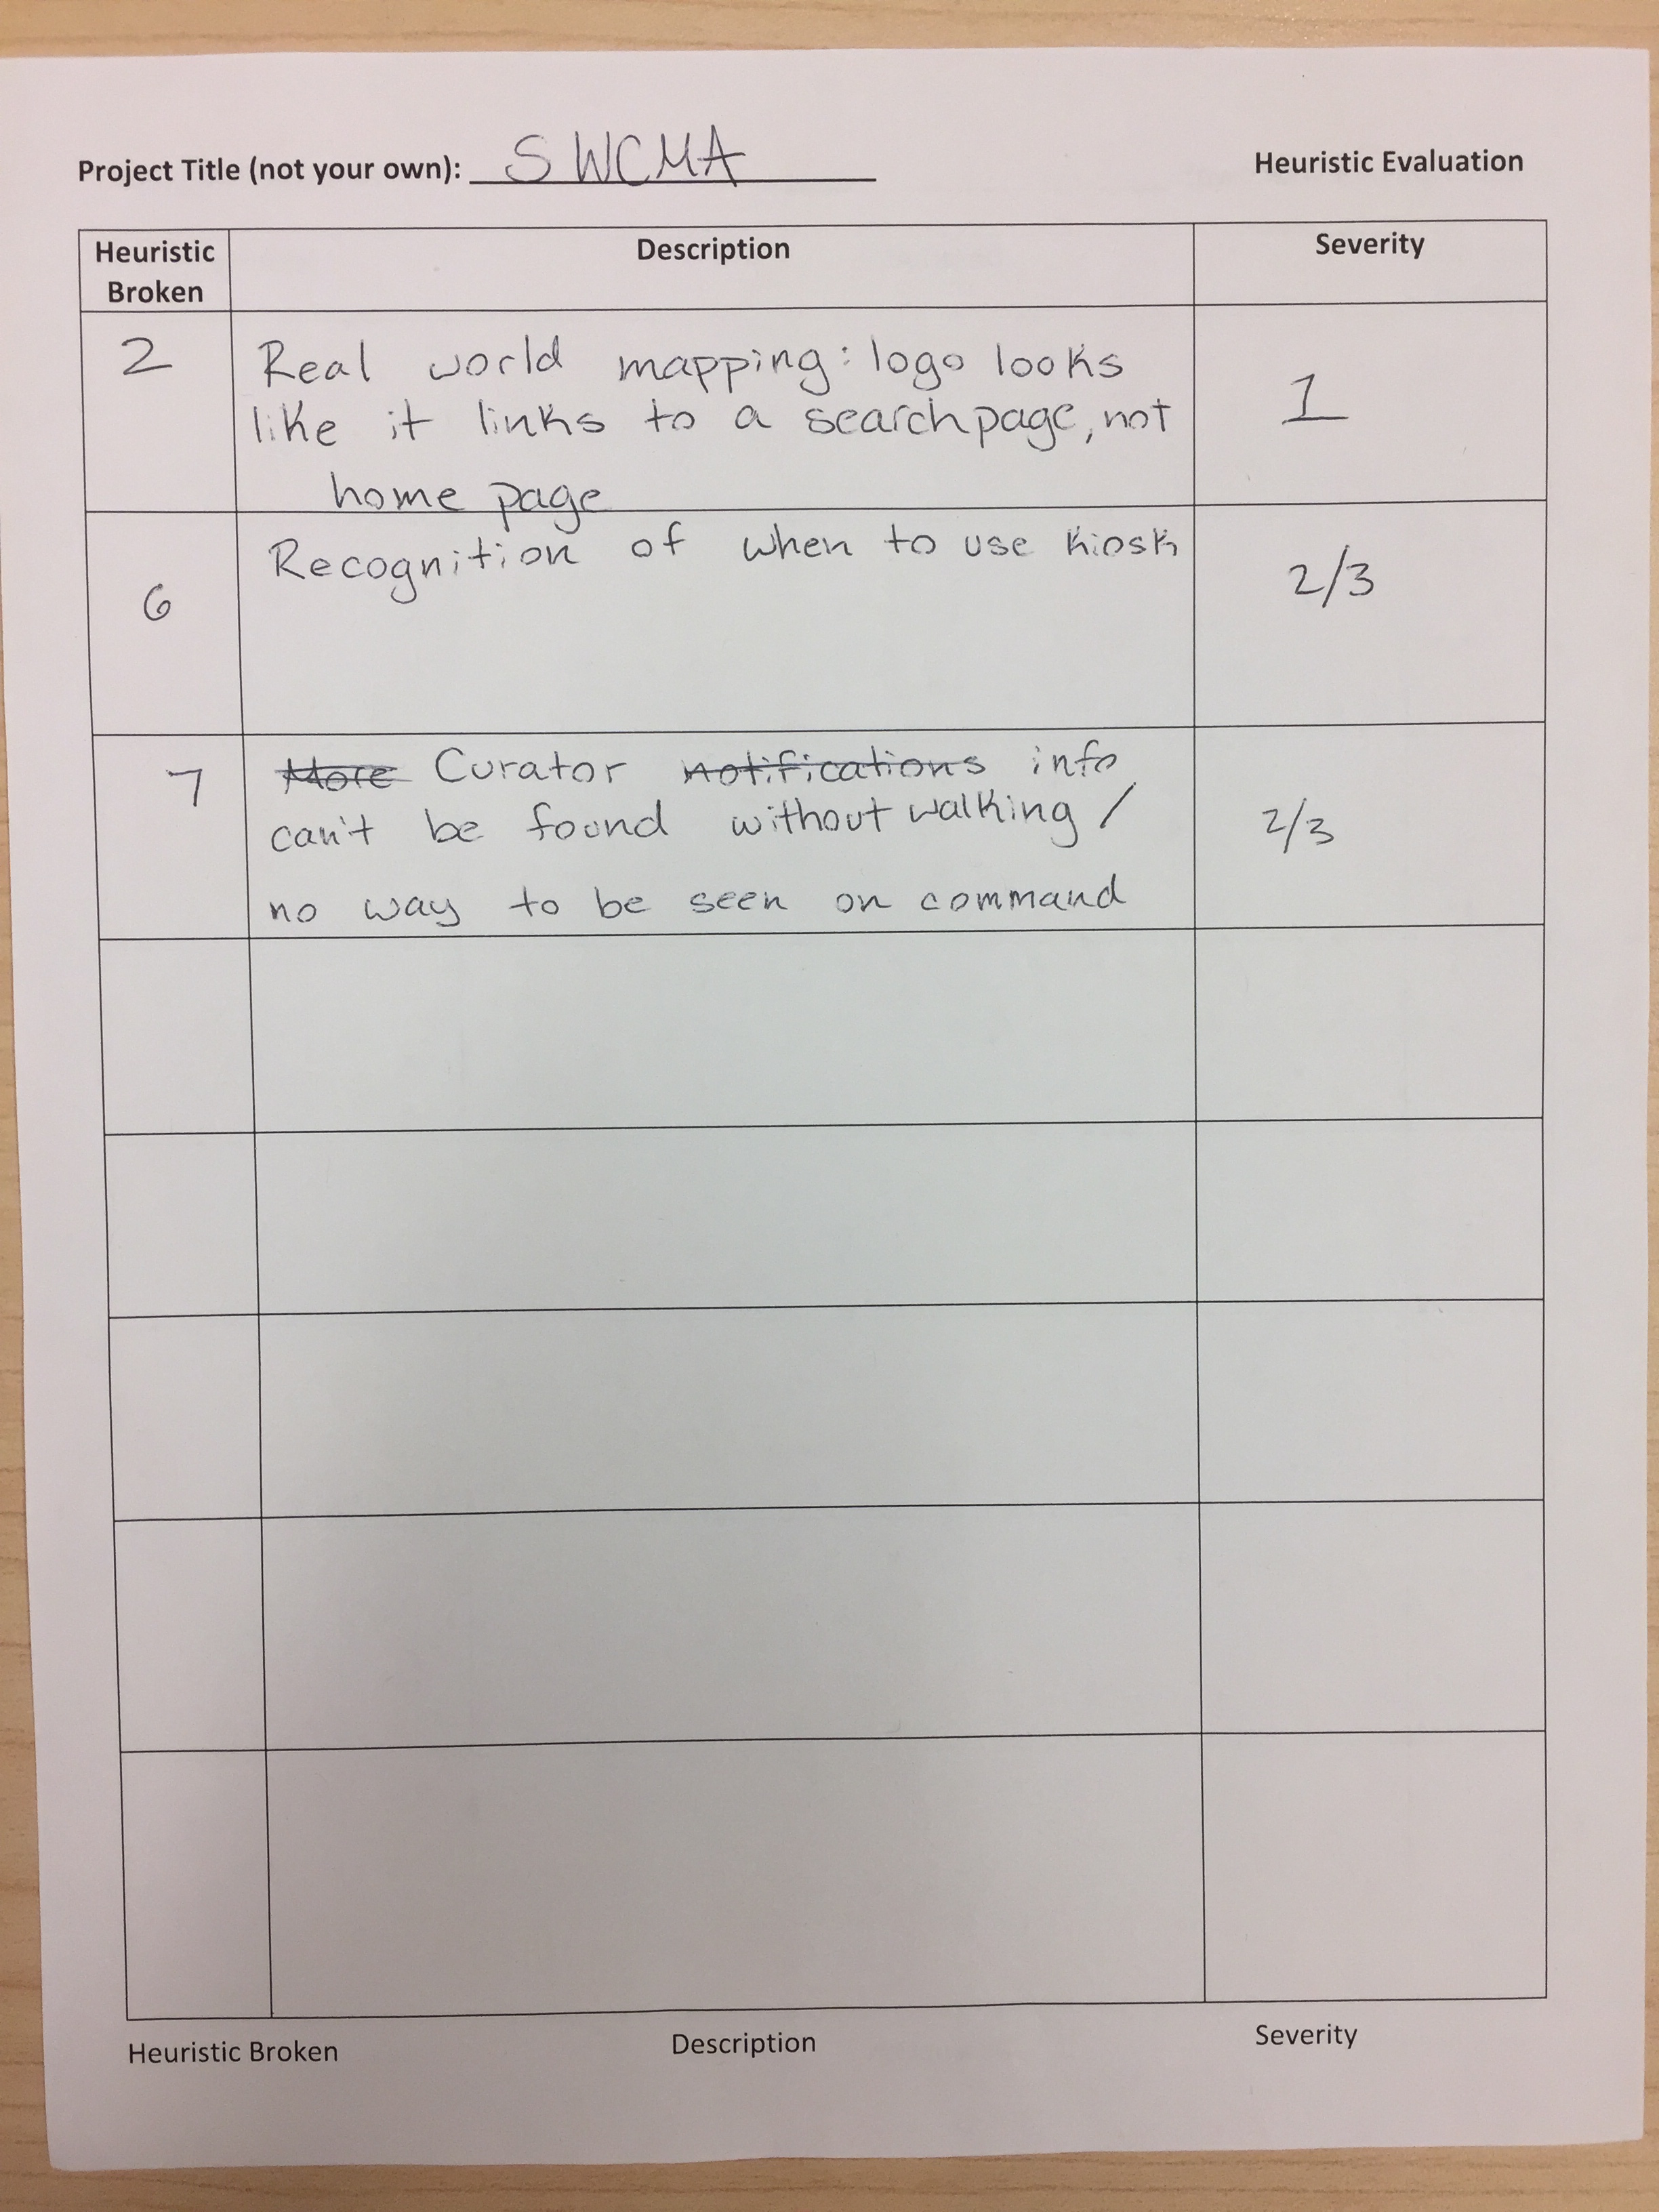 Project Title (not your own): SWCMA Heuristic Evaluation
Heuristic Broken Description Severity
2 Real world mapping: logo looks 1
like it links to a searchpage, not
home page
6 Recognition of when to use kiosk 2/3
7 More Curator notifications info 2/3
can't be found without walking /
no way to be seen on command
Heuristic Broken Description Severity